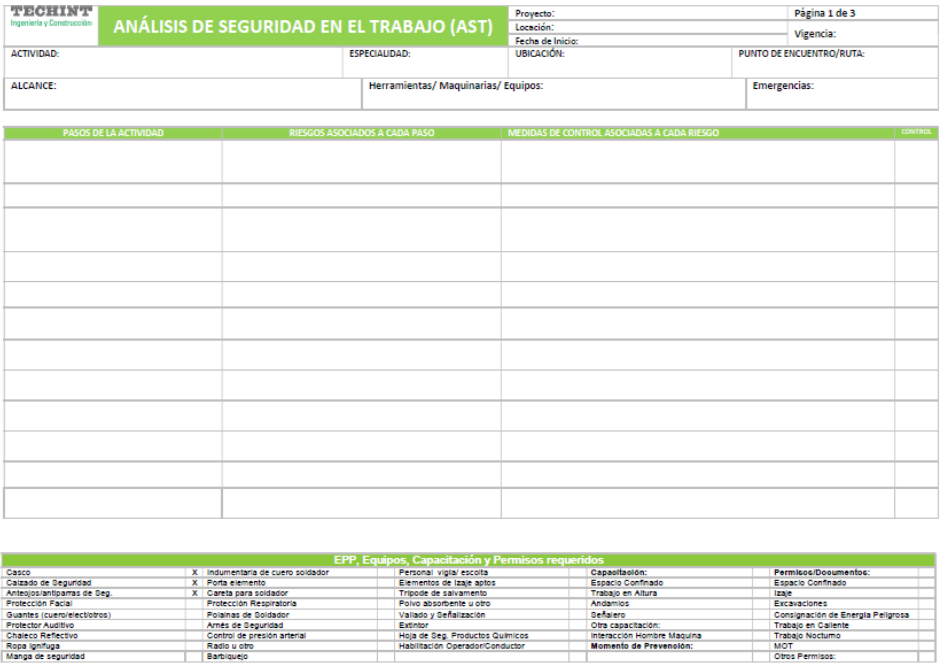 TECHINT
Ingeniería y Construcción
ANÁLISIS DE SEGURIDAD EN EL TRABAJO (AST)
Proyecto:
Página 1 de 3
Locación:
Vigencia:
Fecha de Inicio:
ACTIVIDAD:
ESPECIALIDAD:
UBICACIÓN:
PUNTO DE ENCUENTRO/RUTA:
ALCANCE:
Herramientas/ Maquinarias/ Equipos:
Emergencias:
PASOS DE LA ACTIVIDAD
RIESGOS ASOCIADOS A CADA PASO
MEDIDAS DE CONTROL ASOCIADAS A CADA RIESGO
CONTROL
EPP, Equipos, Capacitación y Permisos requeridos
Casco X Indumentaria de cuero soldador Personal vigía/ escolta Capacitación: Permisos/Documentos:
Calzado de Seguridad X Porta elemento Elementos de Izaje aptos Espacio Confinado Espacio Confinado
Anteojos/antiparras de Seg. X Careta para soldador Trípode de salvamento Trabajo en Altura Izaje
Protección Facial Protección Respiratoria Polvo absorbente u otro Andamios Excavaciones
Guantes (cuero/elect/otros) Polainas de Soldador Vallado y Señalización Señalero Consignación de Energía Peligrosa
Protector Auditivo Arnés de Seguridad Extintor Otra capacitación: Trabajo en Caliente
Chaleco Reflectivo Control de presión arterial Hoja de Seg. Productos Químicos Interacción Hombre Maquina Trabajo Nocturno
Ropa Ignífuga Radio u otro Habilitación Operador/Conductor Momento de Prevención: MOT
Manga de seguridad Barbiquejo Otros Permisos: